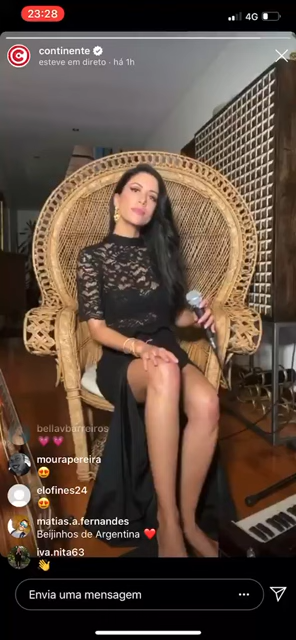 23:28
4G
continente
esteve em direto · há 1h
bellavbarreiros
💗💗
mourapereira
😍
elofines24
😍
matias.a.fernandes
Beijinhos de Argentina ❤️
iva.nita63
👋
Envia uma mensagem